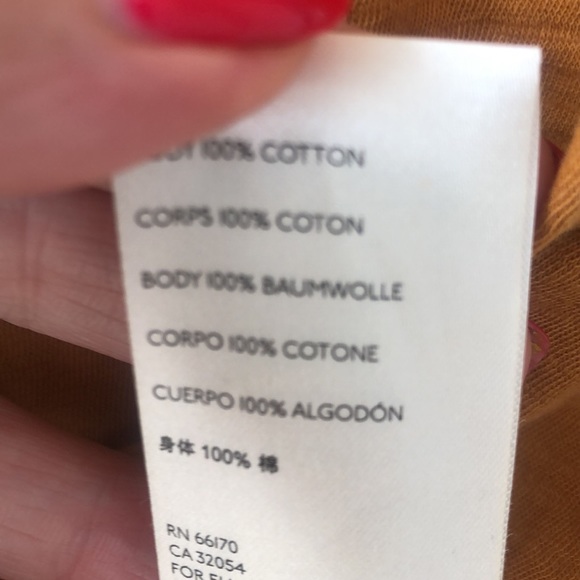 100% COTTON
CORPS 100% COTON
BODY 100% BAUMWOLLE
CORPO 100% COTONE
CUERPO 100% ALGODÓN
身体 100% 棉
RN 66170
CA 32054
FOR